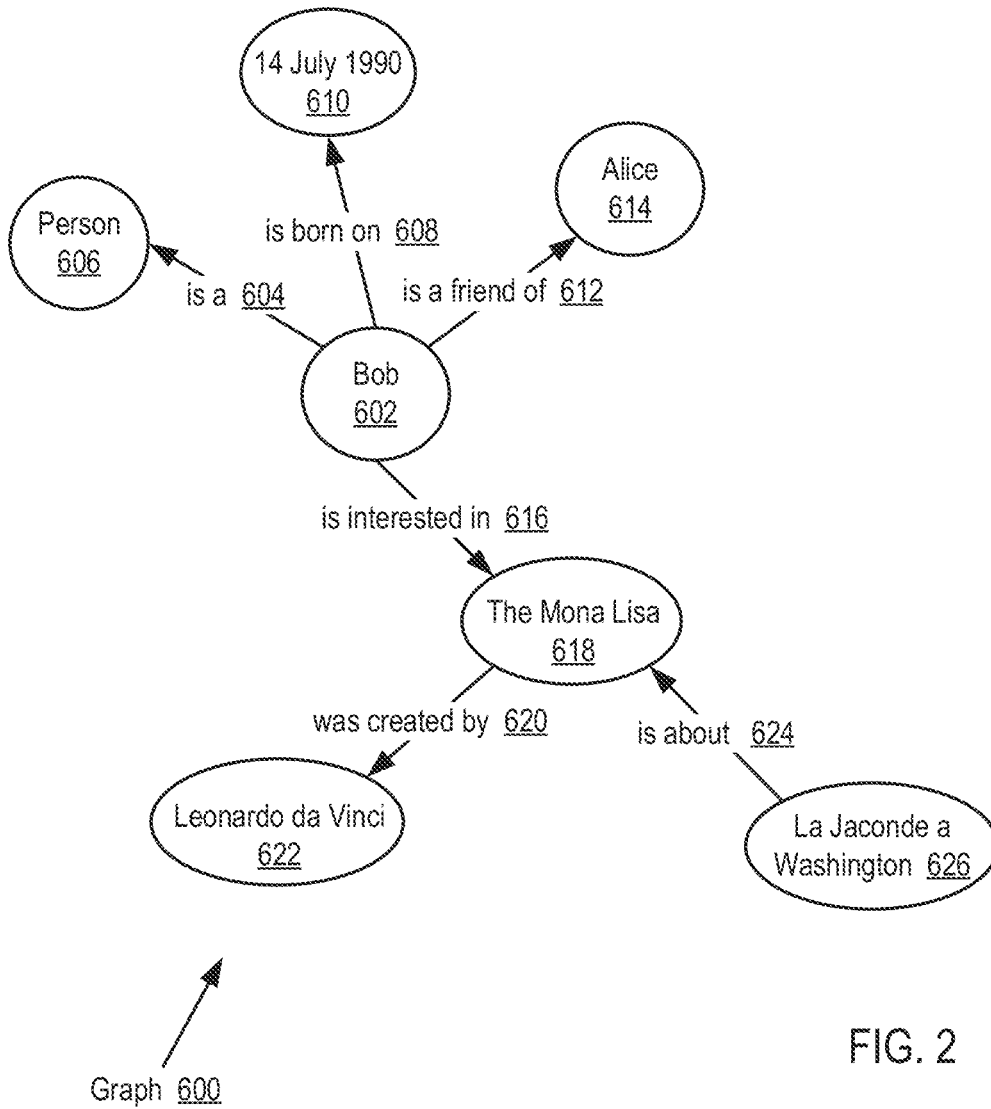 14 July 1990
610
Alice
614
Person
606
is born on 608
is a 604
is a friend of 612
Bob
602
is interested in 616
The Mona Lisa
618
was created by 620
is about 624
Leonardo da Vinci
622
La Jaconde a
Washington 626
Graph 600
FIG. 2